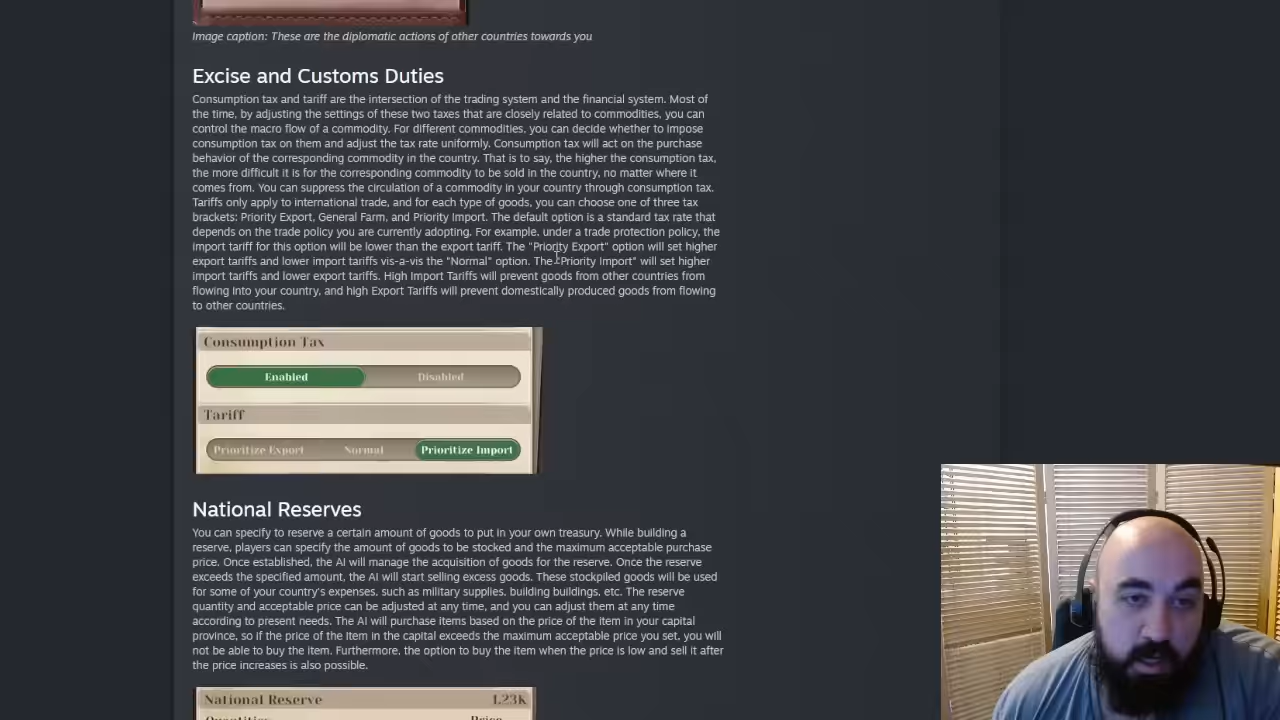 Image caption: These are the diplomatic actions of other countries towards you
Excise and Customs Duties
Consumption tax and tariff are the intersection of the trading system and the financial system. Most of
the time, by adjusting the settings of these two taxes that are closely related to commodities, you can
control the macro flow of a commodity. For different commodities, you can decide whether to impose
consumption tax on them and adjust the tax rate uniformly. Consumption tax will act on the purchase
behavior of the corresponding commodity in the country. That is to say, the higher the consumption tax,
the more difficult it is for the corresponding commodity to be sold in the country, no matter where it
comes from. You can suppress the circulation of a commodity in your country through consumption tax.
Tariffs only apply to international trade, and for each type of goods, you can choose one of three tax
brackets: Priority Export, General Farm, and Priority Import. The default option is a standard tax rate that
depends on the trade policy you are currently adopting. For example, under a trade protection policy, the
import tariff for this option will be lower than the export tariff. The "Priority Export" option will set higher
export tariffs and lower import tariffs vis-a-vis the "Normal" option. The "Priority Import" will set higher
import tariffs and lower export tariffs. High Import Tariffs will prevent goods from other countries from
flowing into your country, and high Export Tariffs will prevent domestically produced goods from flowing
to other countries.
Consumption Tax
Enabled Disabled
Tariff
Prioritize Export Normal Prioritize Import
National Reserves
You can specify to reserve a certain amount of goods to put in your own treasury. While building a
reserve, players can specify the amount of goods to be stocked and the maximum acceptable purchase
price. Once established, the AI will manage the acquisition of goods for the reserve. Once the reserve
exceeds the specified amount, the AI will start selling excess goods. These stockpiled goods will be used
for some of your country's expenses, such as military supplies, building buildings, etc. The reserve
quantity and acceptable price can be adjusted at any time, and you can adjust them at any time
according to present needs. The AI will purchase items based on the price of the item in your capital
province, so if the price of the item in the capital exceeds the maximum acceptable price you set, you will
not be able to buy the item. Furthermore, the option to buy the item when the price is low and sell it after
the price increases is also possible.
National Reserve 1.23K
Quantities Price